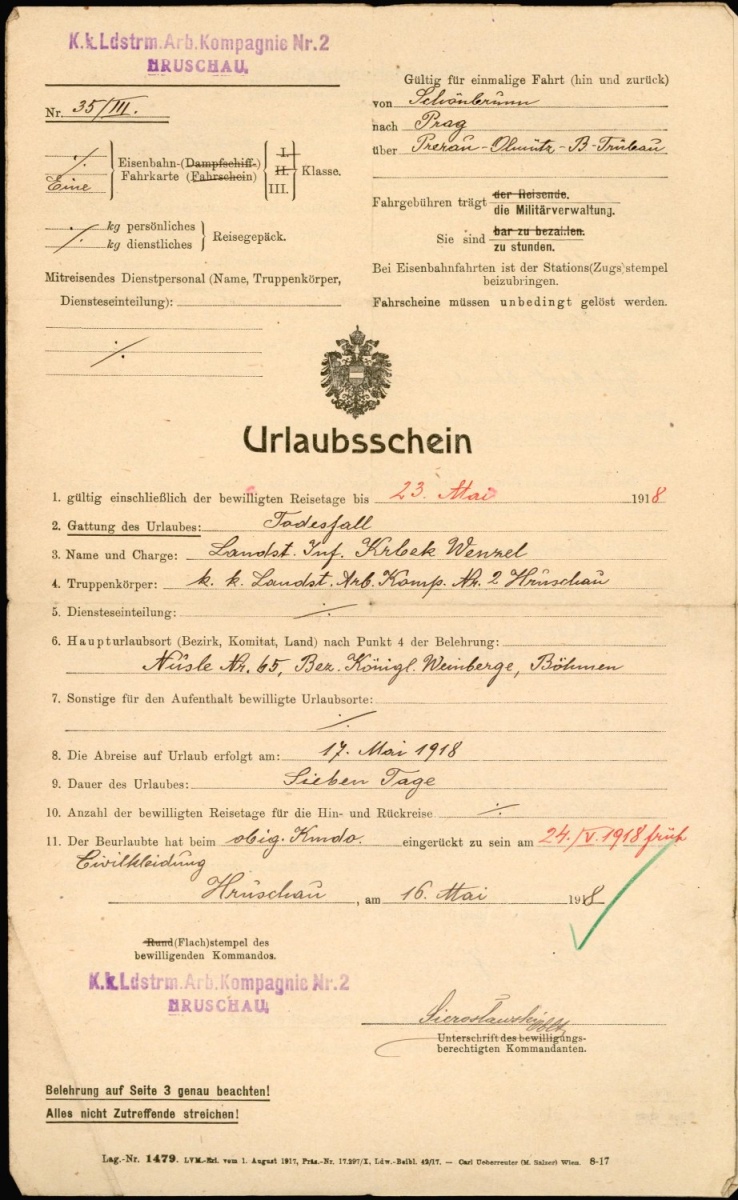 K.k.Ldstrm.Arb.Kompagnie Nr.2
HRUSCHAU.
Nr. 35/III.
Eine
Eisenbahn-(Dampfschiff-)
Fahrkarte (Fahrschein)
I.
II.
III.
Klasse.
kg persönliches
kg dienstliches
Reisegepäck.
Mitreisendes Dienstpersonal (Name, Truppenkörper,
Diensteseinteilung):
Gültig für einmalige Fahrt (hin und zurück)
von Schönbrunn
nach Prag
über Prerau-Olmütz-B-Trübau
Fahrgebühren trägt der Reisende.
die Militärverwaltung.
Sie sind bar zu bezahlen.
zu stunden.
Bei Eisenbahnfahrten ist der Stations(Zugs)stempel
beizubringen.
Fahrscheine müssen unbedingt gelöst werden.
Urlaubsschein
1. gültig einschließlich der bewilligten Reisetage bis 23. Mai 1918
2. Gattung des Urlaubes: Todesfall
3. Name und Charge: Landst. Inf. Krbek Wenzel
4. Truppenkörper: k. k. Landst. Arb. Komp. Nr. 2 Hruschau
5. Diensteseinteilung: ·/.
6. Haupturlaubsort (Bezirk, Komitat, Land) nach Punkt 4 der Belehrung:
Nusle Nr. 65, Bez. Königl. Weinberge, Böhmen
7. Sonstige für den Aufenthalt bewilligte Urlaubsorte:
·/.
8. Die Abreise auf Urlaub erfolgt am: 17. Mai 1918
9. Dauer des Urlaubes: Sieben Tage
10. Anzahl der bewilligten Reisetage für die Hin- und Rückreise ·/.
11. Der Beurlaubte hat beim obig. Kmdo. eingerückt zu sein am 24./V. 1918 früh
Civilkleidung
Hruschau, am 16. Mai 1918
Rund(Flach)stempel des
bewilligenden Kommandos.
K.k.Ldstrm.Arb.Kompagnie Nr.2
HRUSCHAU.
Sierosławski Oblt
Unterschrift des bewilligungs-
berechtigten Kommandanten.
Belehrung auf Seite 3 genau beachten!
Alles nicht Zutreffende streichen!
Lag.-Nr. 1479. LVM.-Erl. vom 1. August 1917, Präs.-Nr. 17.297/X, Ldw.-Beibl. 42/17. — Carl Ueberreuter (M. Salzer) Wien. 8-17